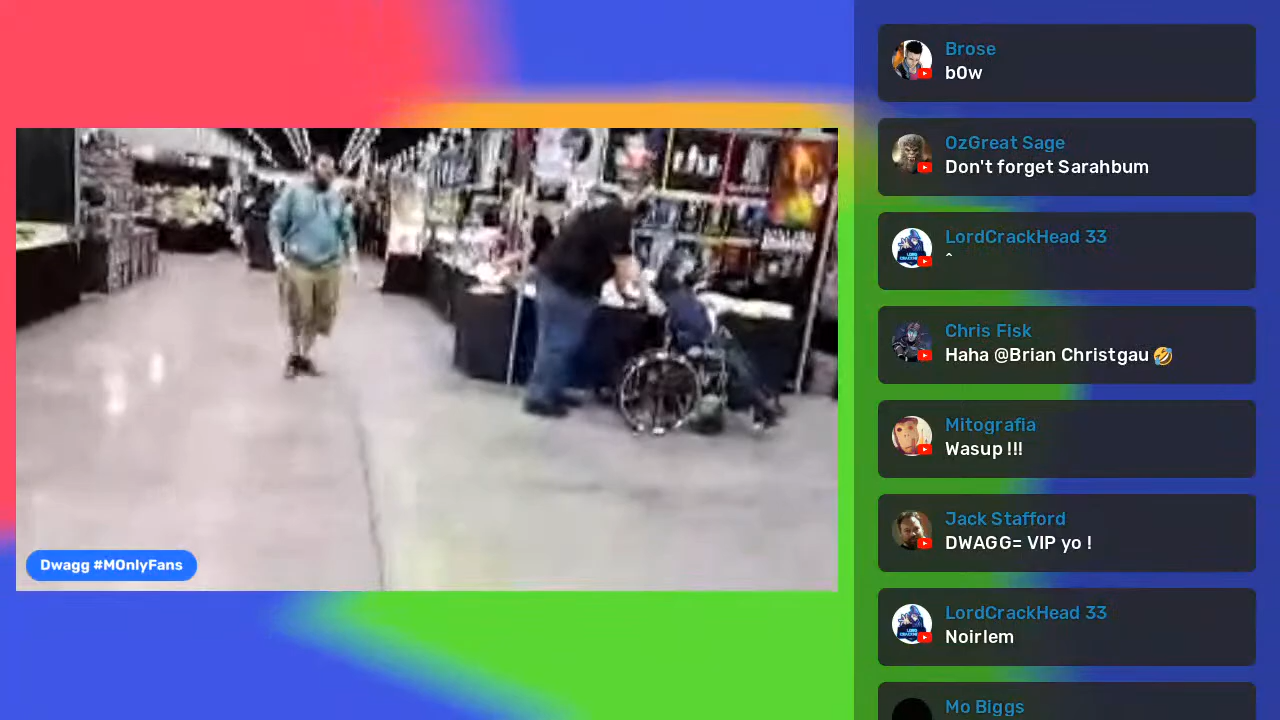 Brose
b0w
OzGreat Sage
Don't forget Sarahbum
LordCrackHead 33
^
Chris Fisk
Haha @Brian Christgau 🤣
Mitografia
Wasup !!!
Jack Stafford
DWAGG= VIP yo !
LordCrackHead 33
Noirlem
Mo Biggs
Dwagg #MOnlyFans